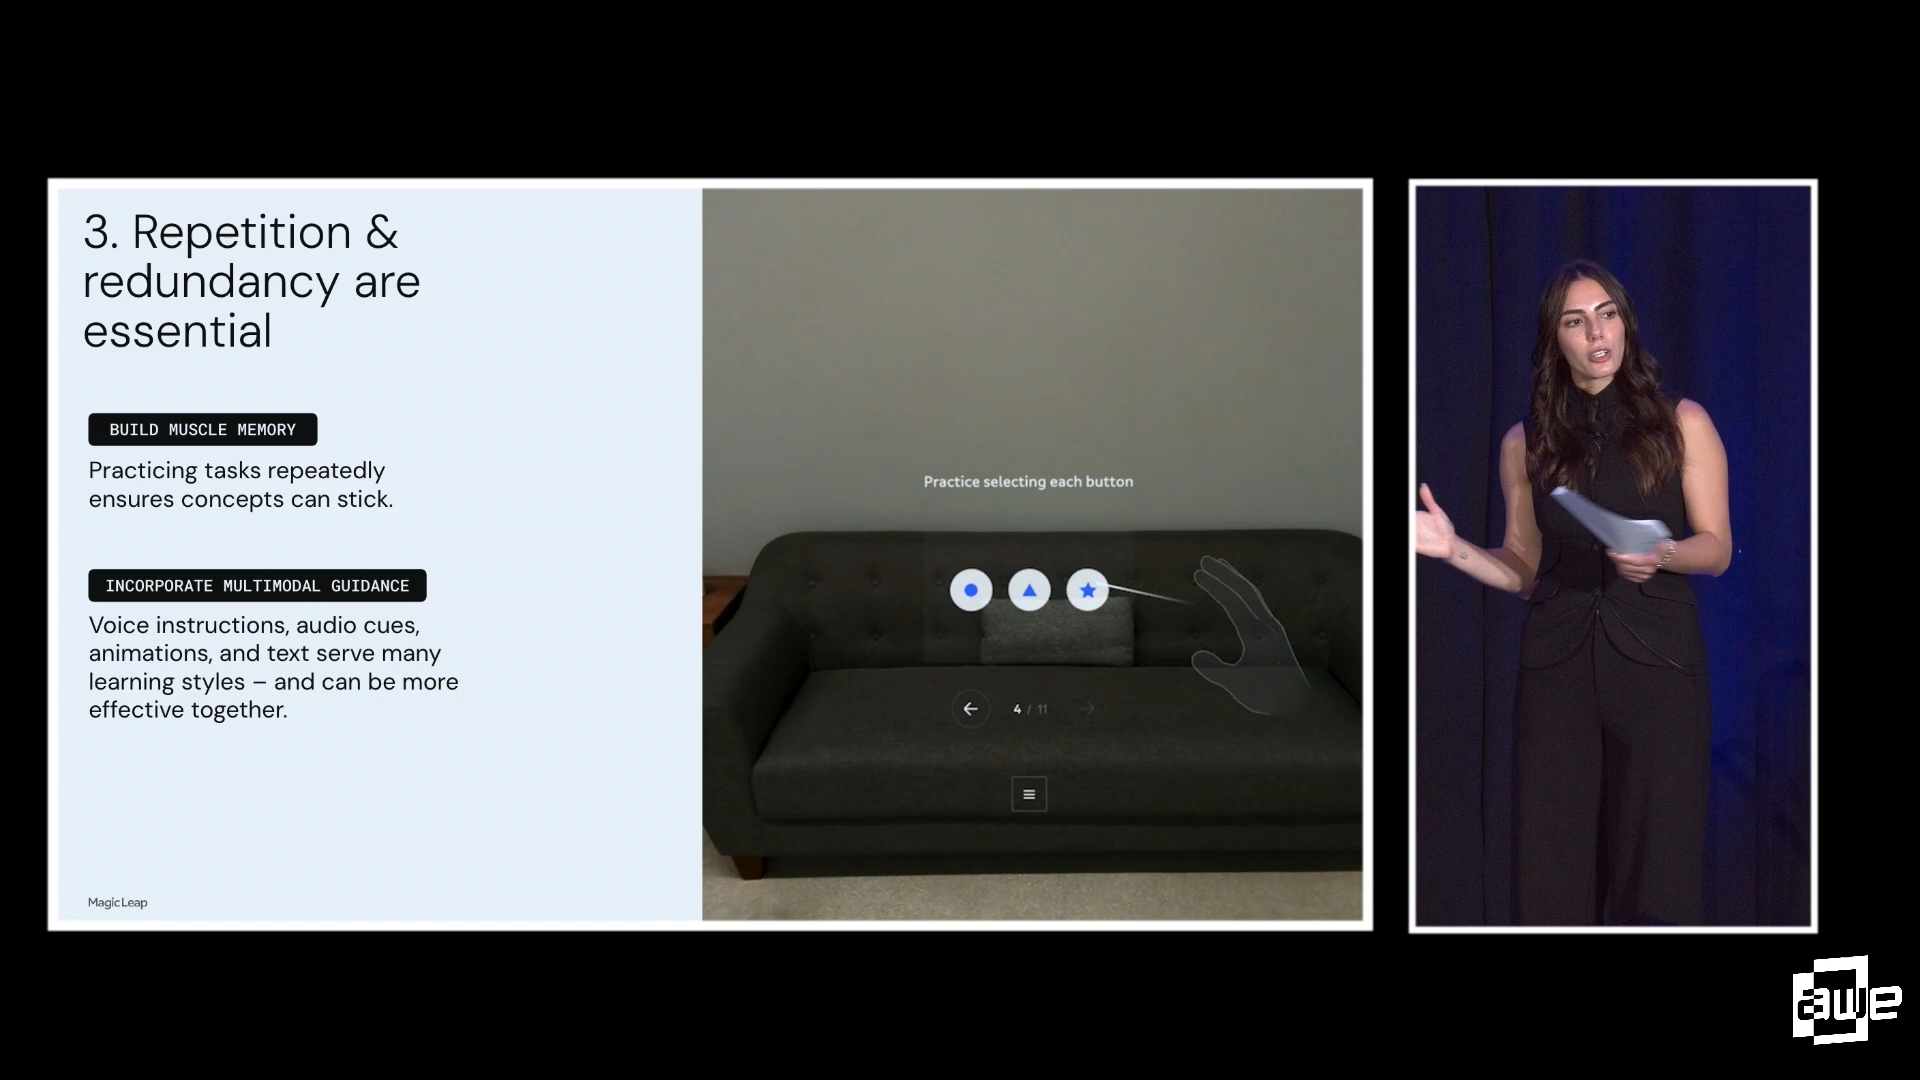 3. Repetition &
redundancy are
essential
BUILD MUSCLE MEMORY
Practicing tasks repeatedly
ensures concepts can stick.
INCORPORATE MULTIMODAL GUIDANCE
Voice instructions, audio cues,
animations, and text serve many
learning styles – and can be more
effective together.
Magic Leap
Practice selecting each button
4 / 11
awe